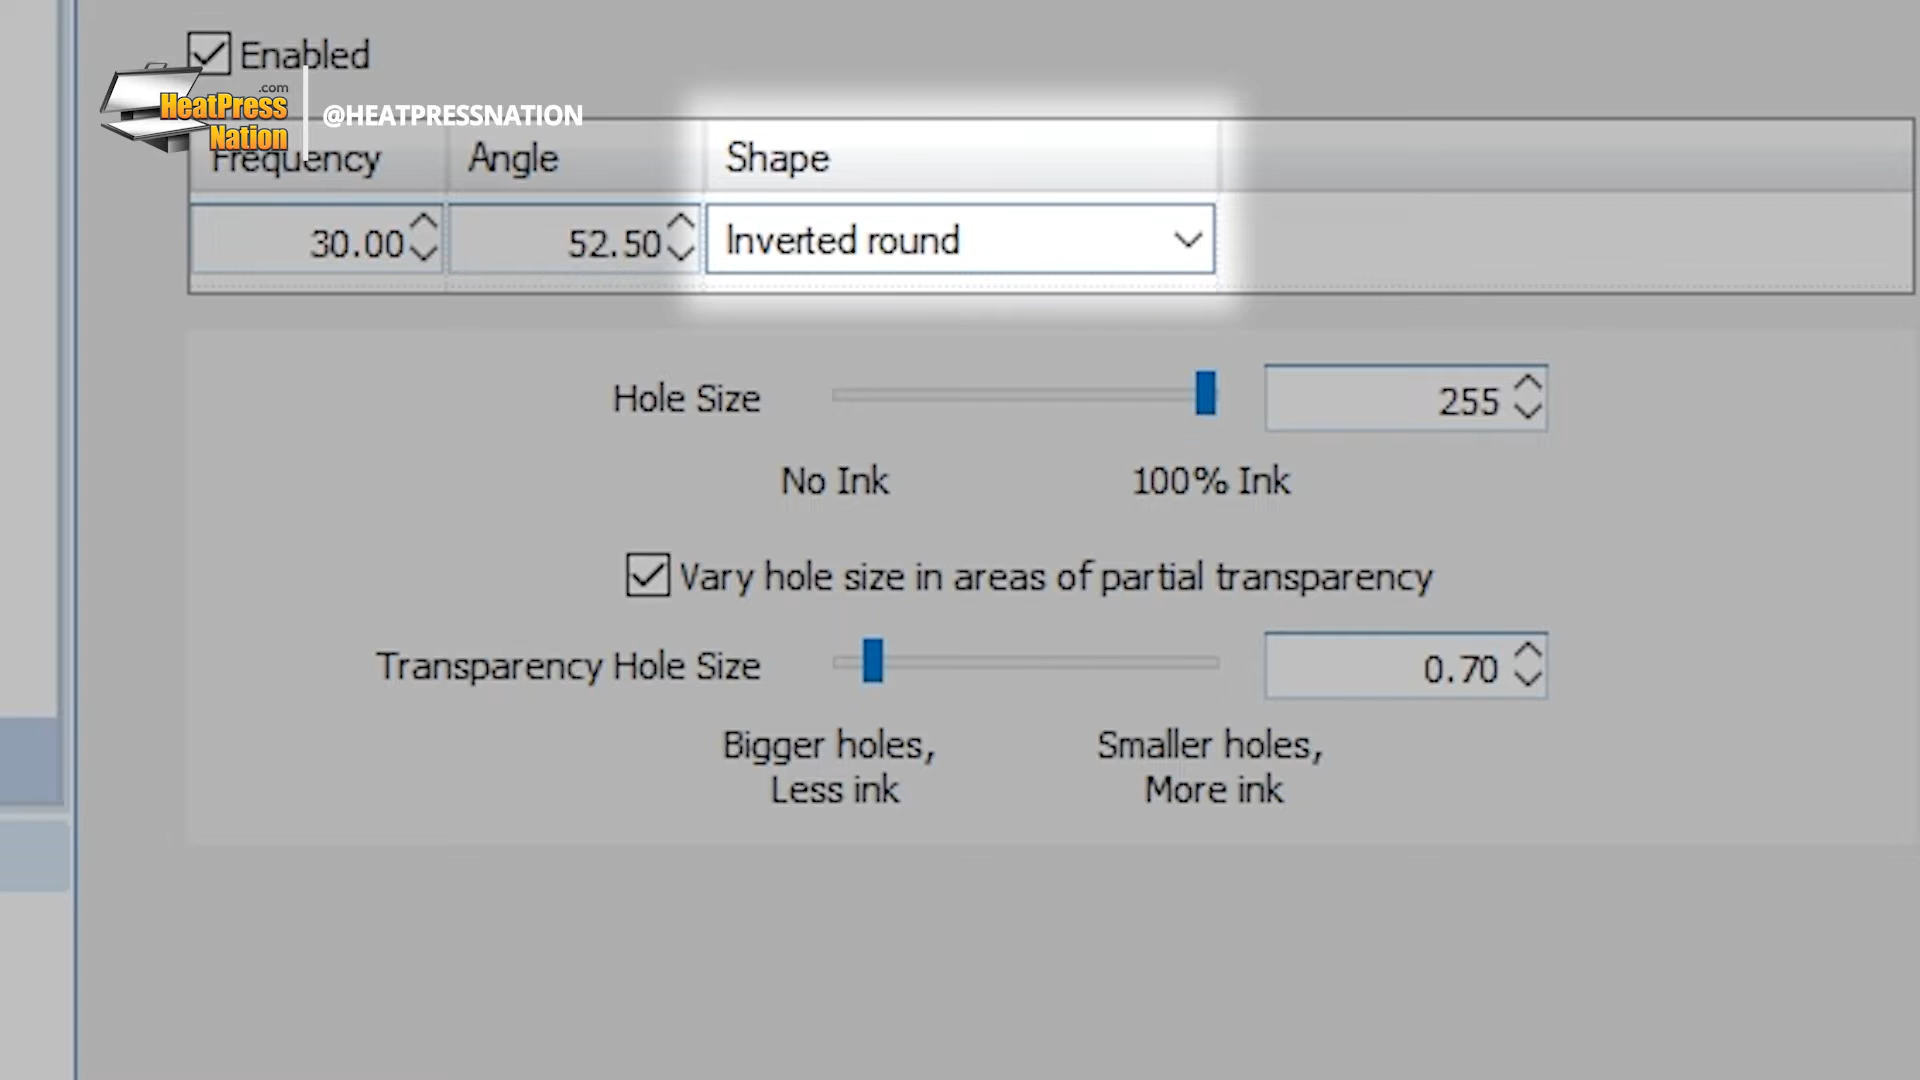 Enabled
.com
HeatPress
Nation
@HEATPRESSNATION
Frequency Angle Shape
30.00 52.50 Inverted round
Hole Size 255
No Ink 100% Ink
Vary hole size in areas of partial transparency
Transparency Hole Size 0.70
Bigger holes, Smaller holes,
Less ink More ink